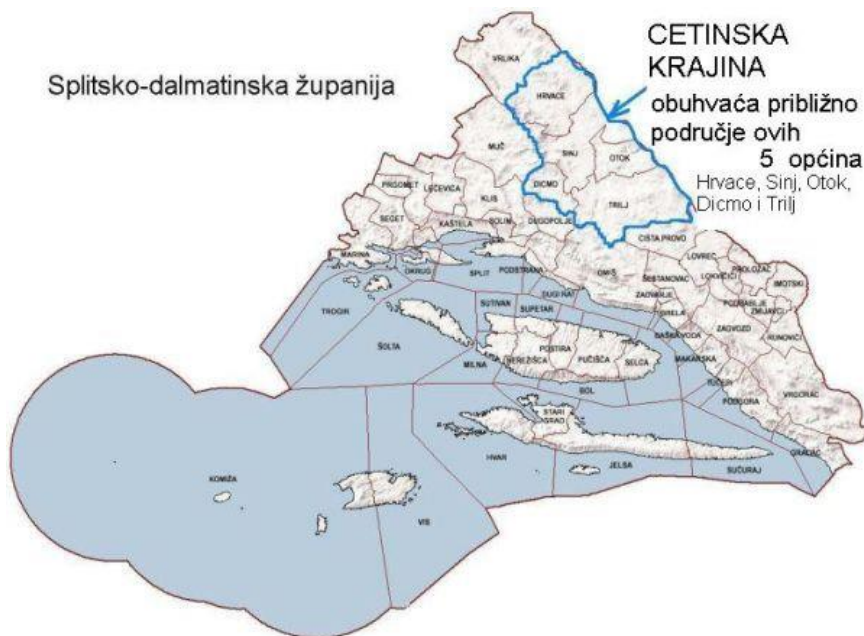 Splitsko-dalmatinska županija
CETINSKA
KRAJINA
obuhvaća približno
područje ovih
5 općina
Hrvace, Sinj, Otok,
Dicmo i Trilj
VRLIKA
HRVACE
MUĆ
SINJ
OTOK
DICMO
TRILJ
PRGOMET
LEĆEVICA
KLIS
SEGET
KAŠTELA
SOLIN
DUGOPOLJE
CISTA PROVO
MARINA
OKRUG
SPLIT
PODSTRANA
OMIŠ
ŠESTANOVAC
LOVREĆ
LOKVIČIĆI
PROLOŽAC
IMOTSKI
ZADVARJE
PODBABLJE
ZMIJAVCI
TROGIR
SUTIVAN
SUPETAR
DUGI RAT
BRELA
ZAGVOZD
RUNOVIĆI
ŠOLTA
BAŠKA VODA
MILNA
NEREŽIŠĆA
POSTIRA
PUČIŠĆA
SELCA
MAKARSKA
BOL
TUČEPI
PODGORA
VRGORAC
STARI
GRAD
HVAR
JELSA
SUĆURAJ
GRADAC
KOMIŽA
VIS